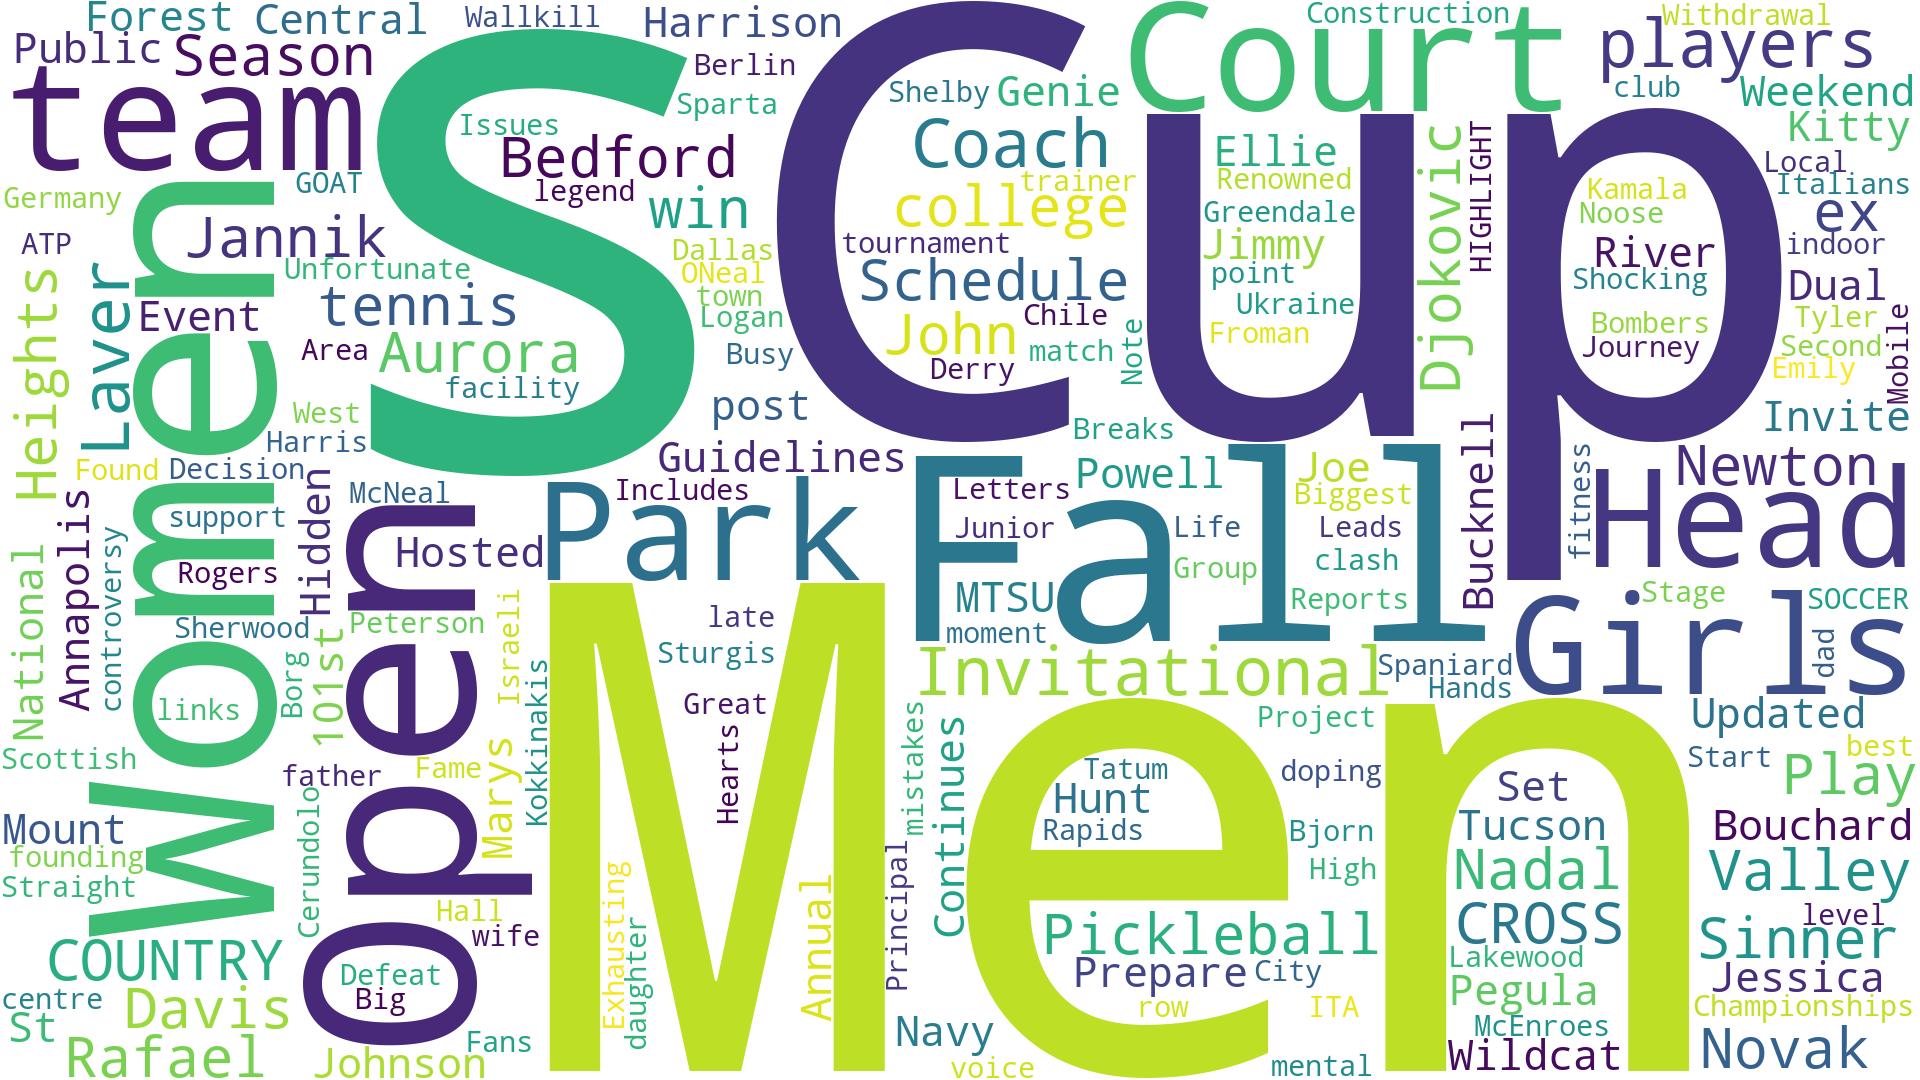 Forest
Central
Wallkill
Harrison
Court
Construction
Withdrawal
Public
Season
Berlin
players
team
S
Cup
Sparta
Shelby
Genie
club
Weekend
Issues
Bedford
Coach
Kitty
Germany
GOAT
legend
win
college
trainer
Ellie
Renowned
Djokovic
HIGHLIGHT
Local
Kamala
Italians
ATP
Jannik
Greendale
Noose
ex
Women
Laver
Heights
Unfortunate
Dallas
tournament
Jimmy
River
indoor
ONeal
Schedule
point
Shocking
Dual
Event
tennis
town
Logan
John
Chile
Ukraine
Bombers
Tyler
Mobile
Area
Aurora
Busy
Derry
match
Note
Froman
Journey
Second
Emily
facility
West
post
Harris
Breaks
Invite
Found
Decision
Guidelines
Fall
Powell
Joe
Bucknell
fitness
Newton
Head
McNeal
Includes
Letters
Biggest
Annapolis
support
Hidden
open
Hosted
Park
Junior
Life
Leads
National
controversy
Rogers
MTSU
Group
clash
Reports
Girls
Stage
SOCCER
Sherwood
Peterson
Israeli
late
moment
Borg
101st
Sturgis
Invitational
Spaniard
Hands
dad
links
Kokkinakis
Great
Men
Project
Updated
Scottish
father
Fame
Marys
Hearts
mistakes
Continues
Tatum
doping
Start
best
Play
Mount
Cerundolo
Hunt
Set
founding
Rapids
Bjorn
Tucson
Bouchard
Straight
High
Nadal
Valley
Hall
wife
Exhausting
daughter
Annual
Principal
Pickleball
CROSS
level
Sinner
COUNTRY
Defeat
Big
Prepare
City
Lakewood
Jessica
centre
Davis
row
ITA
Pegula
Championships
St
Fans
Navy
McEnroes
Rafael
Johnson
voice
mental
Wildcat
Novak